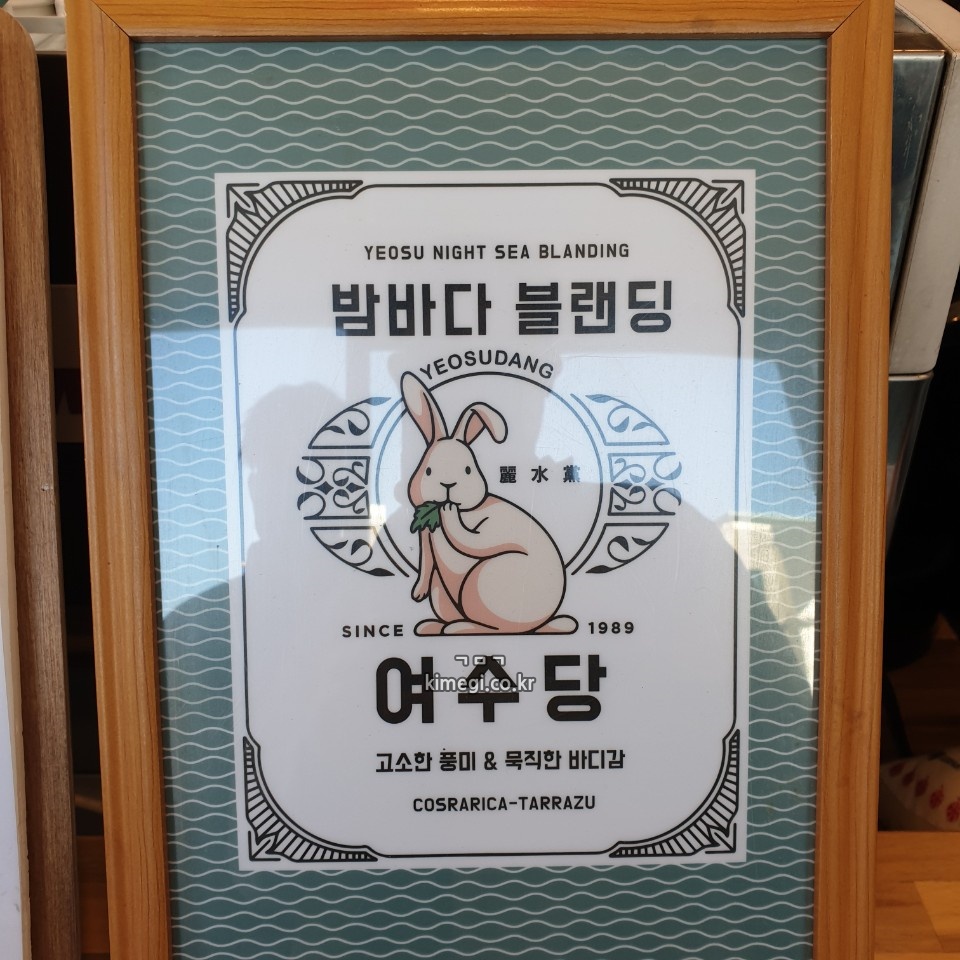 YEOSU NIGHT SEA BLANDING
밤바다 블랜딩
YEOSUDANG
麗水黨
SINCE 1989
여수당
ㄱㅁㄱ
kimegi.co.kr
고소한 풍미 & 묵직한 바디감
COSRARICA-TARRAZU